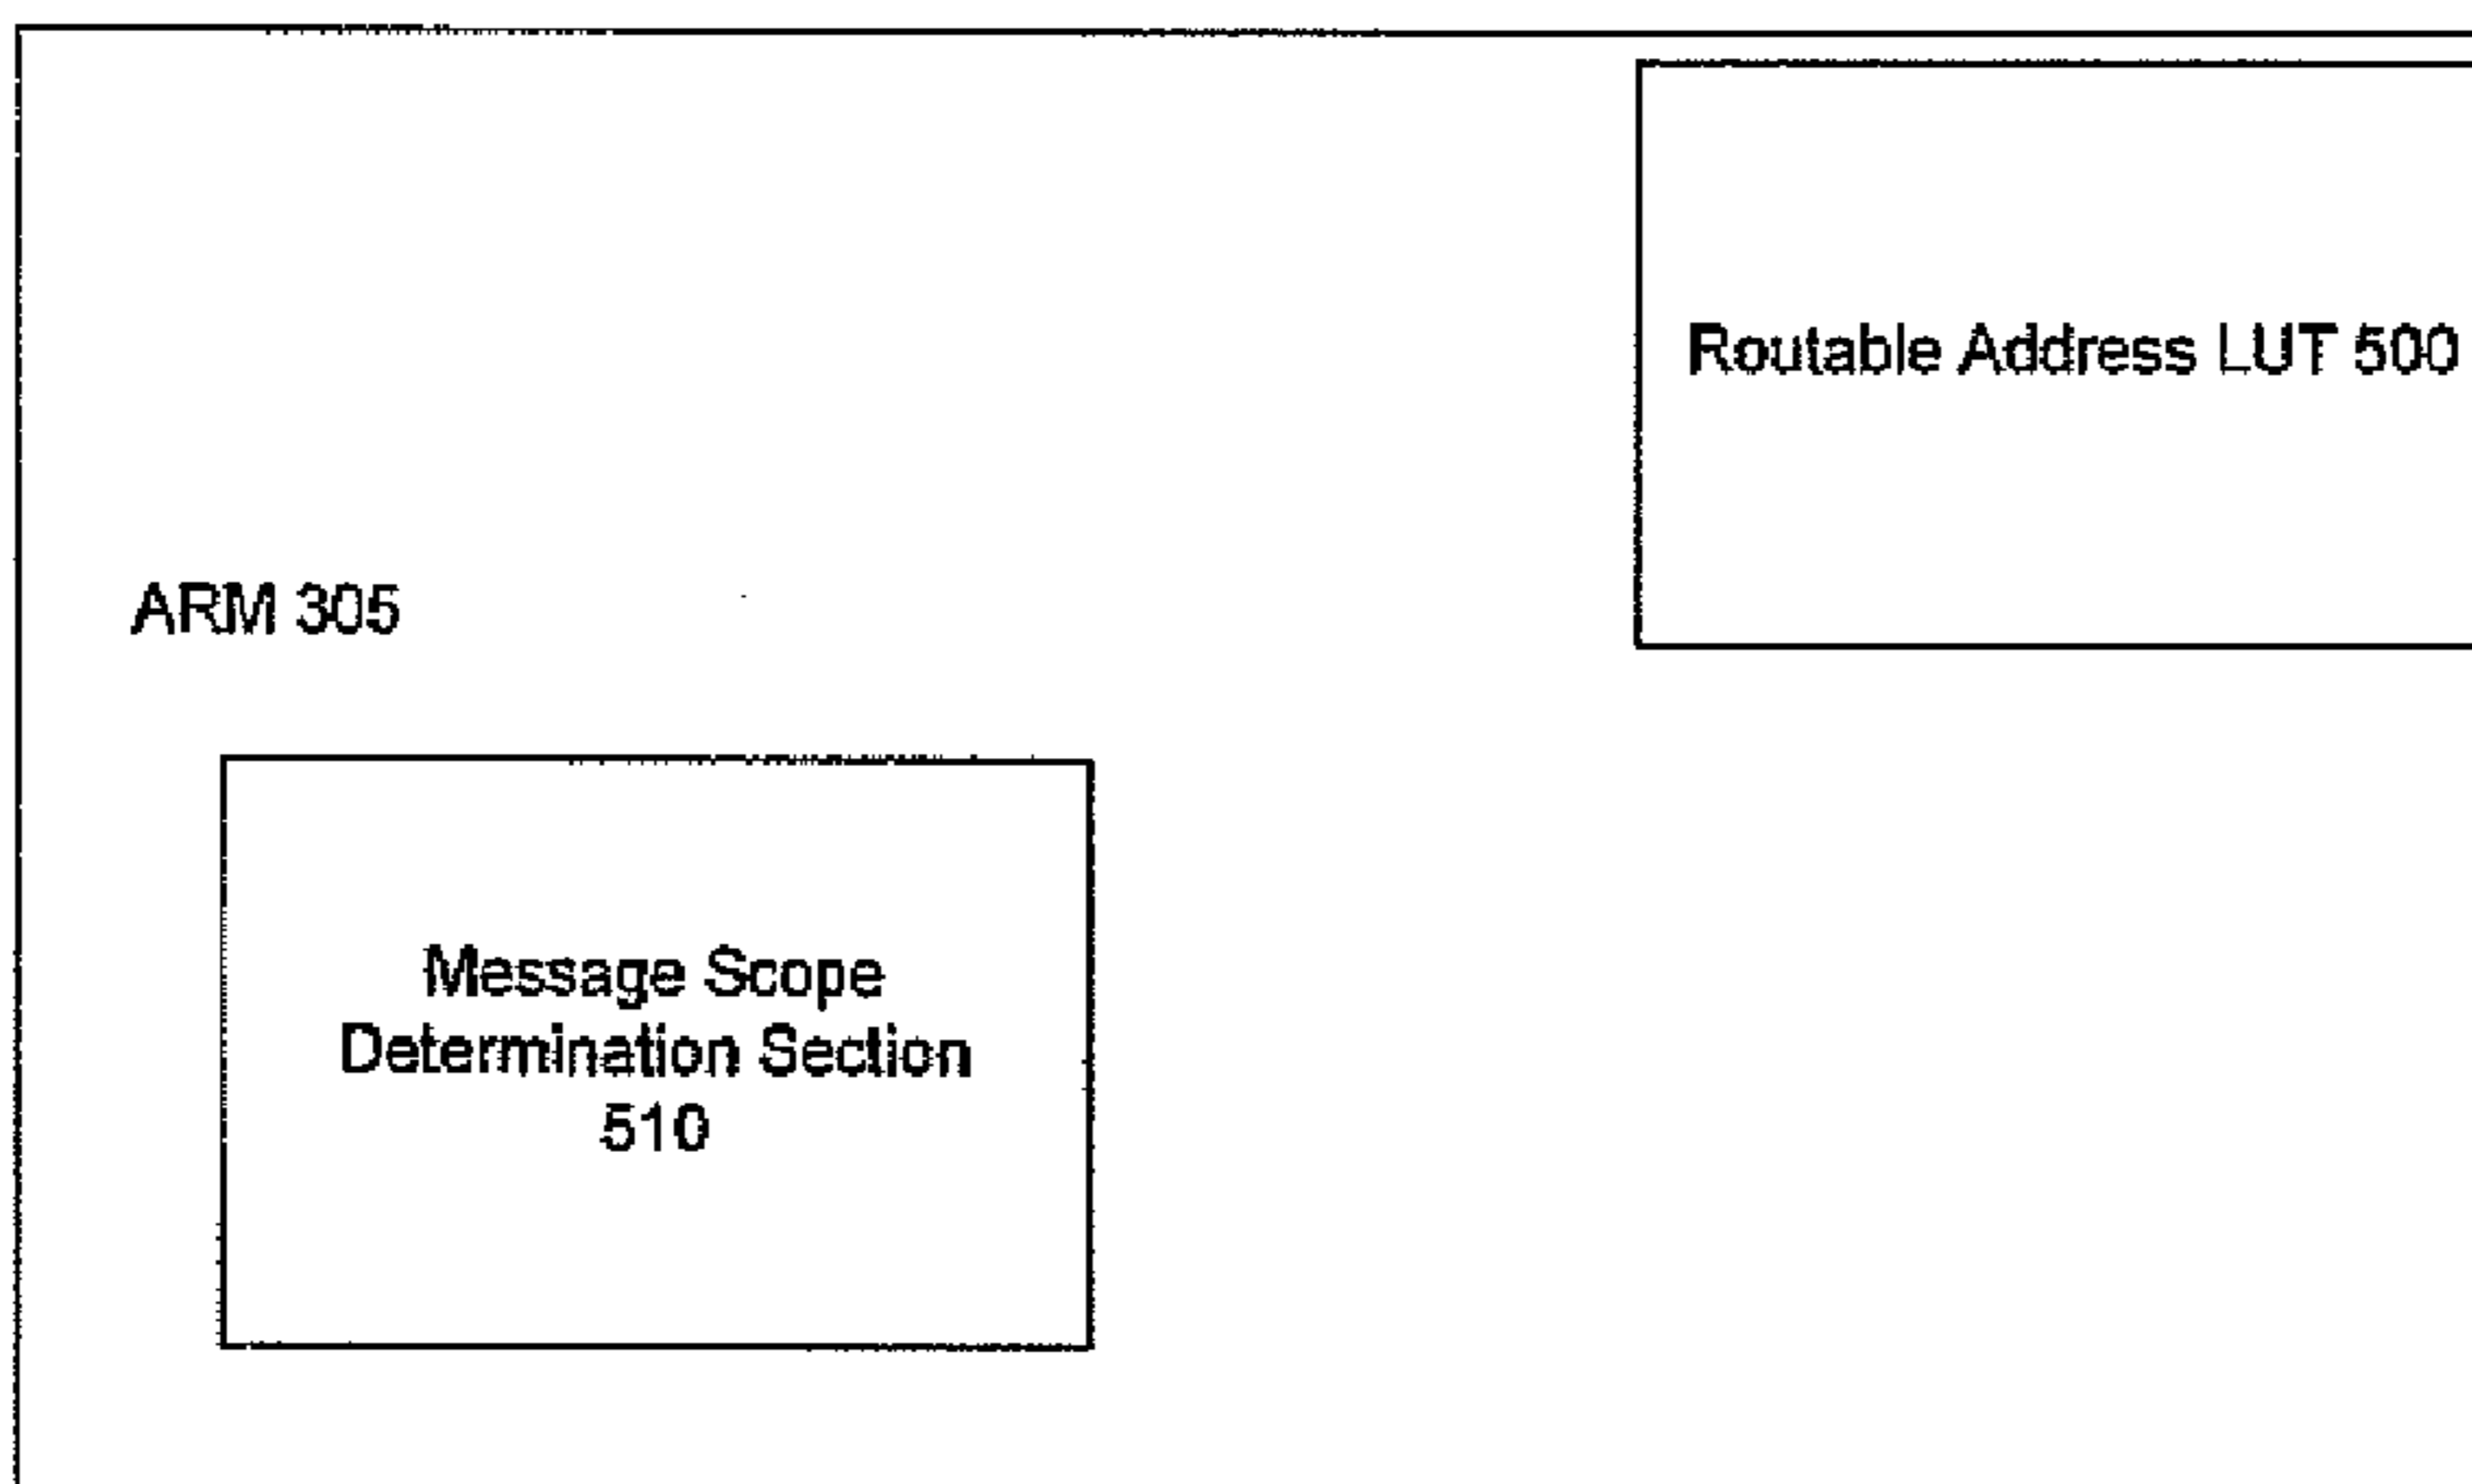 Routable Address LUT 500
ARM 305
Message Scope
Determination Section
510